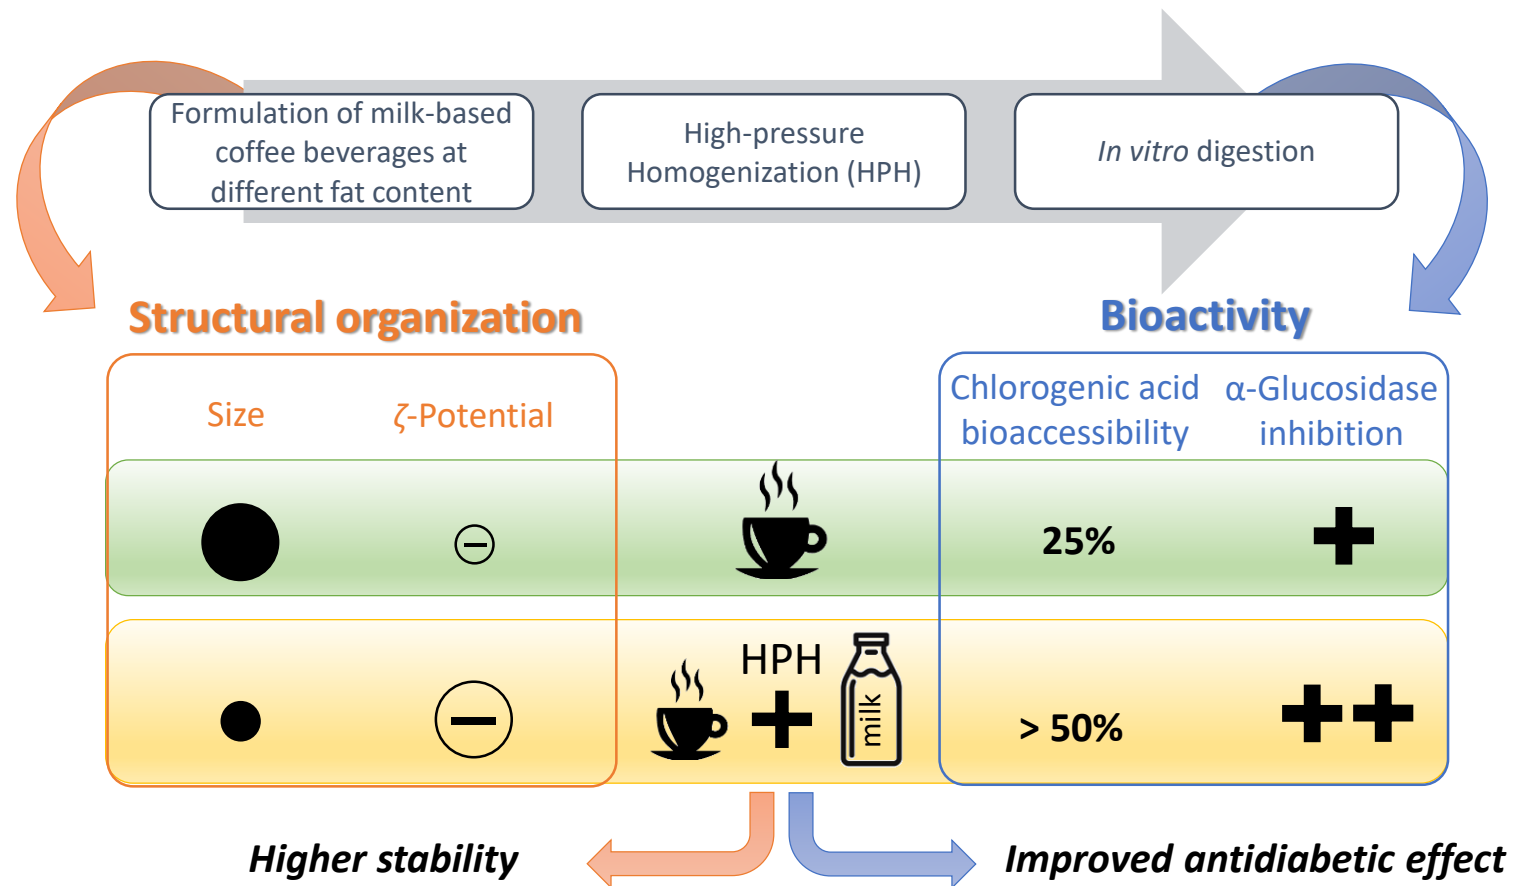 Formulation of milk-based
coffee beverages at
different fat content
High-pressure
Homogenization (HPH)
In vitro digestion
Structural organization
Bioactivity
Size
ζ-Potential
Chlorogenic acid
bioaccessibility
α-Glucosidase
inhibition
25%
HPH
milk
> 50%
Higher stability
Improved antidiabetic effect